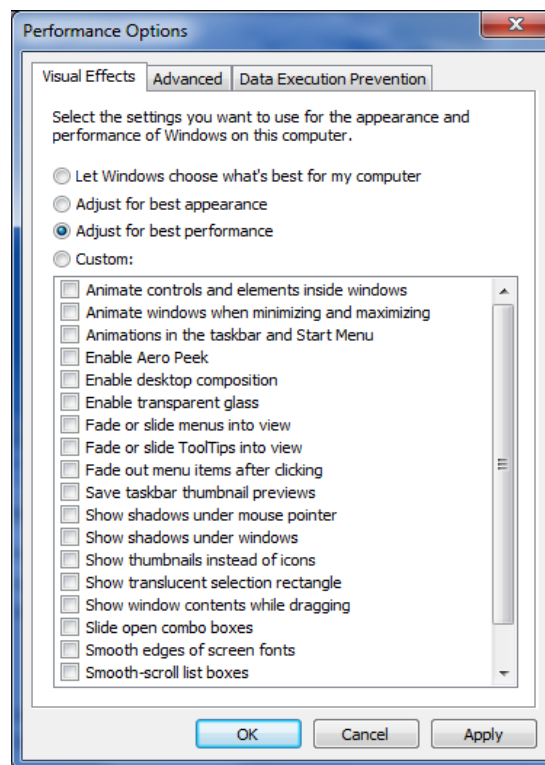 Performance Options
Visual Effects Advanced Data Execution Prevention
Select the settings you want to use for the appearance and
performance of Windows on this computer.
Let Windows choose what's best for my computer
Adjust for best appearance
Adjust for best performance
Custom:
Animate controls and elements inside windows
Animate windows when minimizing and maximizing
Animations in the taskbar and Start Menu
Enable Aero Peek
Enable desktop composition
Enable transparent glass
Fade or slide menus into view
Fade or slide ToolTips into view
Fade out menu items after clicking
Save taskbar thumbnail previews
Show shadows under mouse pointer
Show shadows under windows
Show thumbnails instead of icons
Show translucent selection rectangle
Show window contents while dragging
Slide open combo boxes
Smooth edges of screen fonts
Smooth-scroll list boxes
OK Cancel Apply